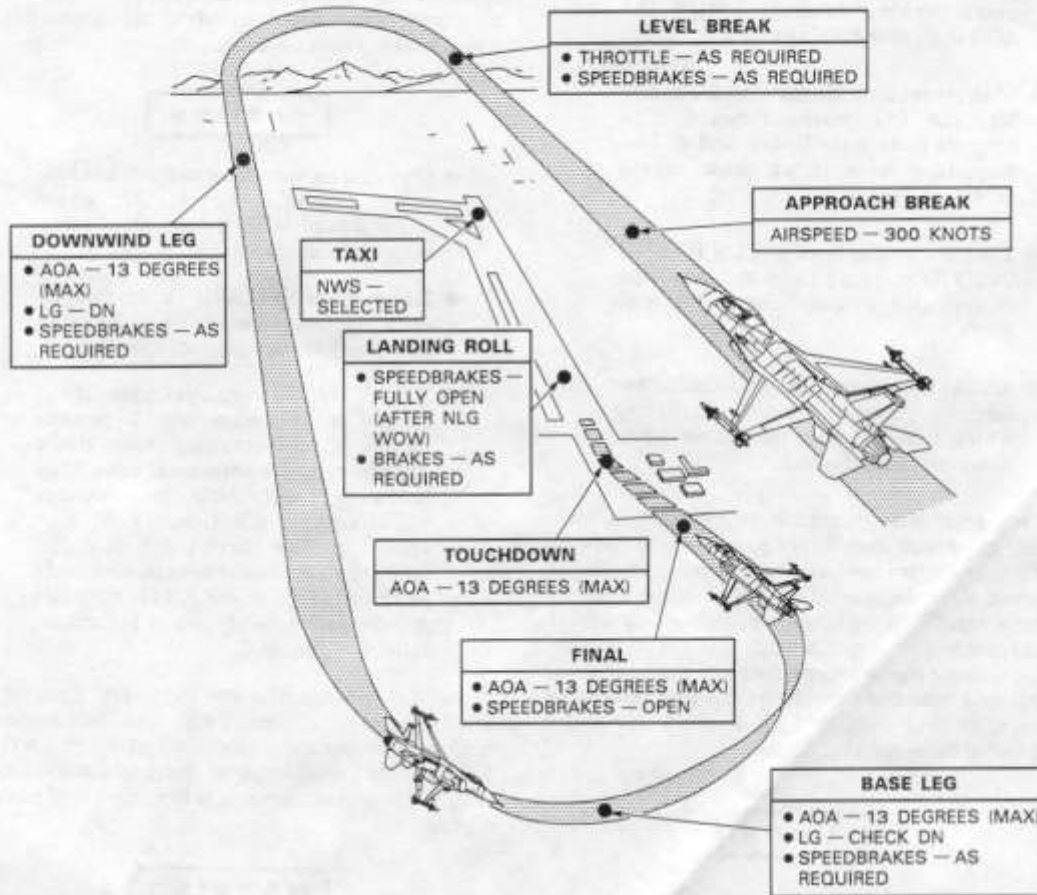 LEVEL BREAK
● THROTTLE — AS REQUIRED
● SPEEDBRAKES — AS REQUIRED
APPROACH BREAK
AIRSPEED — 300 KNOTS
DOWNWIND LEG
● AOA — 13 DEGREES
(MAX)
● LG — DN
● SPEEDBRAKES — AS
REQUIRED
TAXI
NWS —
SELECTED
LANDING ROLL
● SPEEDBRAKES —
FULLY OPEN
(AFTER NLG
WOW)
● BRAKES — AS
REQUIRED
TOUCHDOWN
AOA — 13 DEGREES (MAX)
FINAL
● AOA — 13 DEGREES (MAX)
● SPEEDBRAKES — OPEN
BASE LEG
● AOA — 13 DEGREES (MAX)
● LG — CHECK DN
● SPEEDBRAKES — AS
REQUIRED